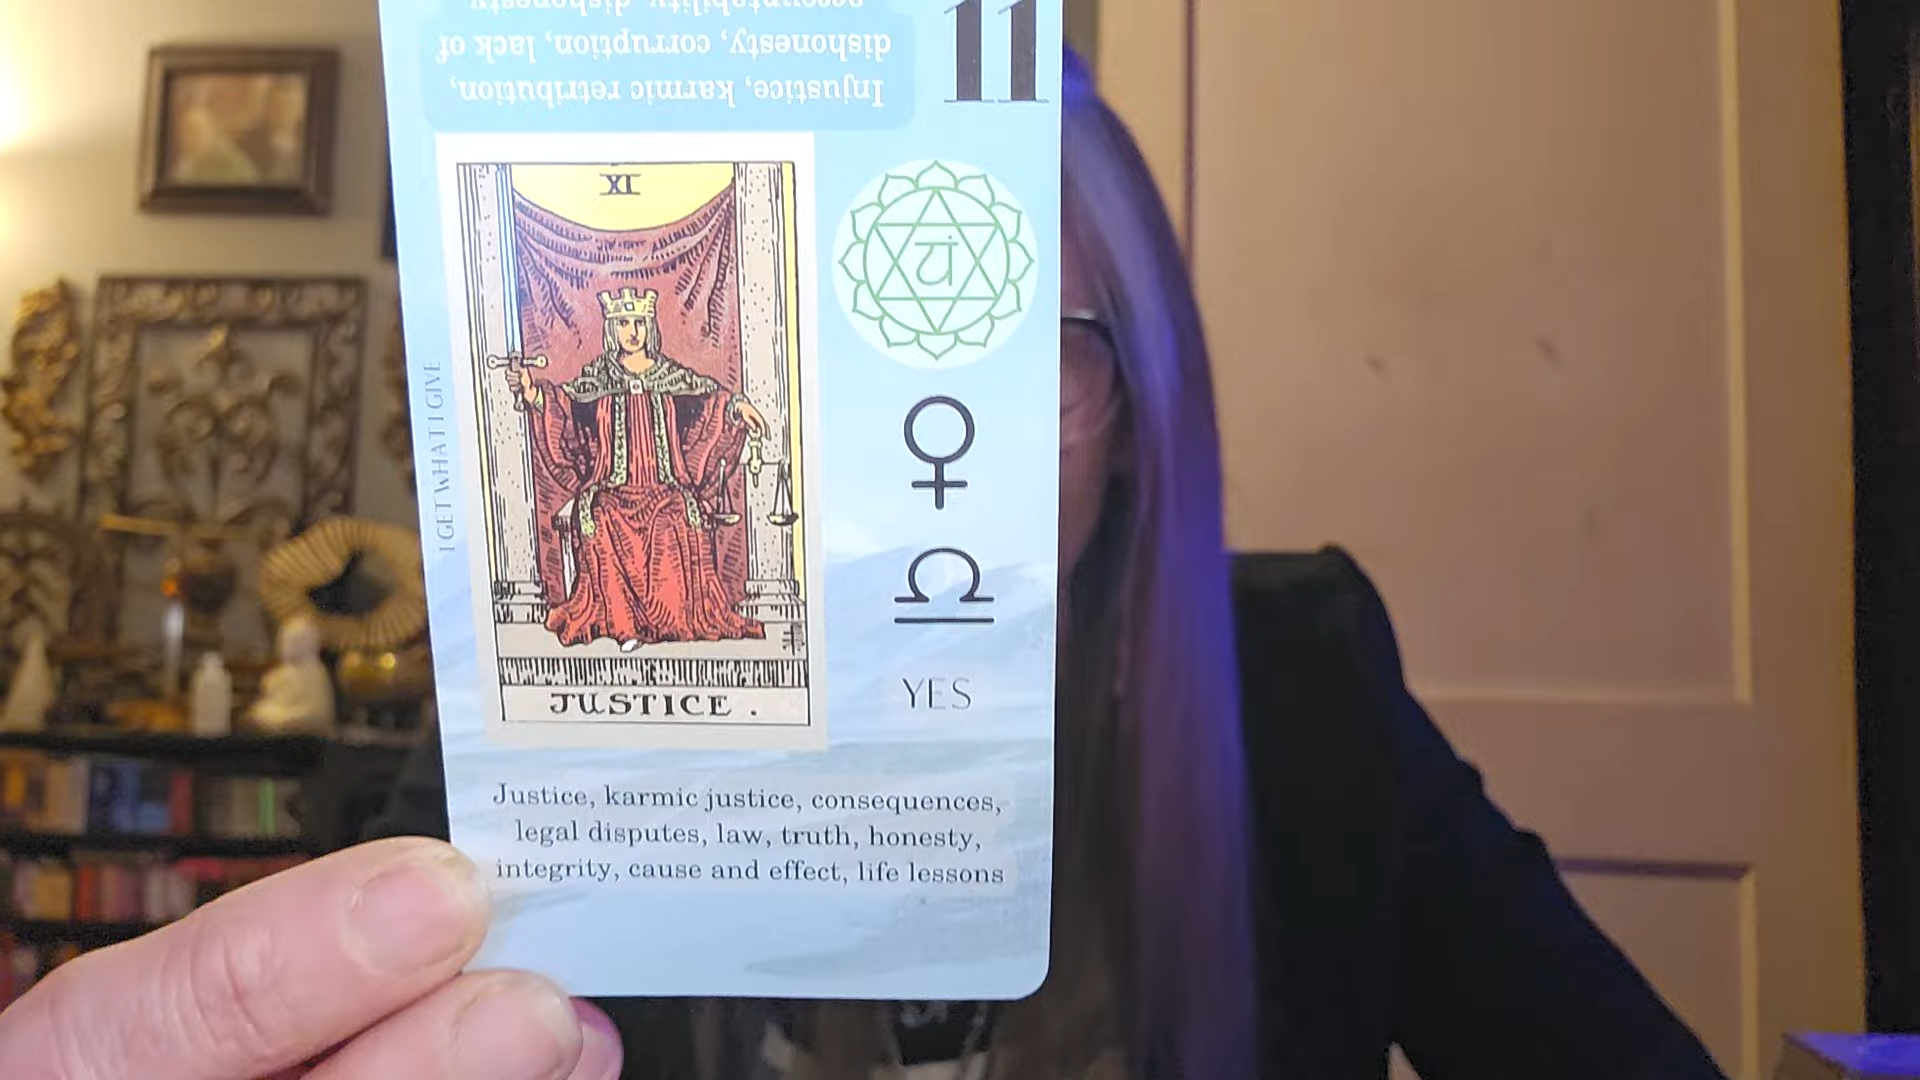 Injustice, karmic retribution,
dishonesty, corruption, lack of
accountability, dishonesty
11
XI
यं
I GET WHAT I GIVE
YES
JUSTICE .
Justice, karmic justice, consequences,
legal disputes, law, truth, honesty,
integrity, cause and effect, life lessons